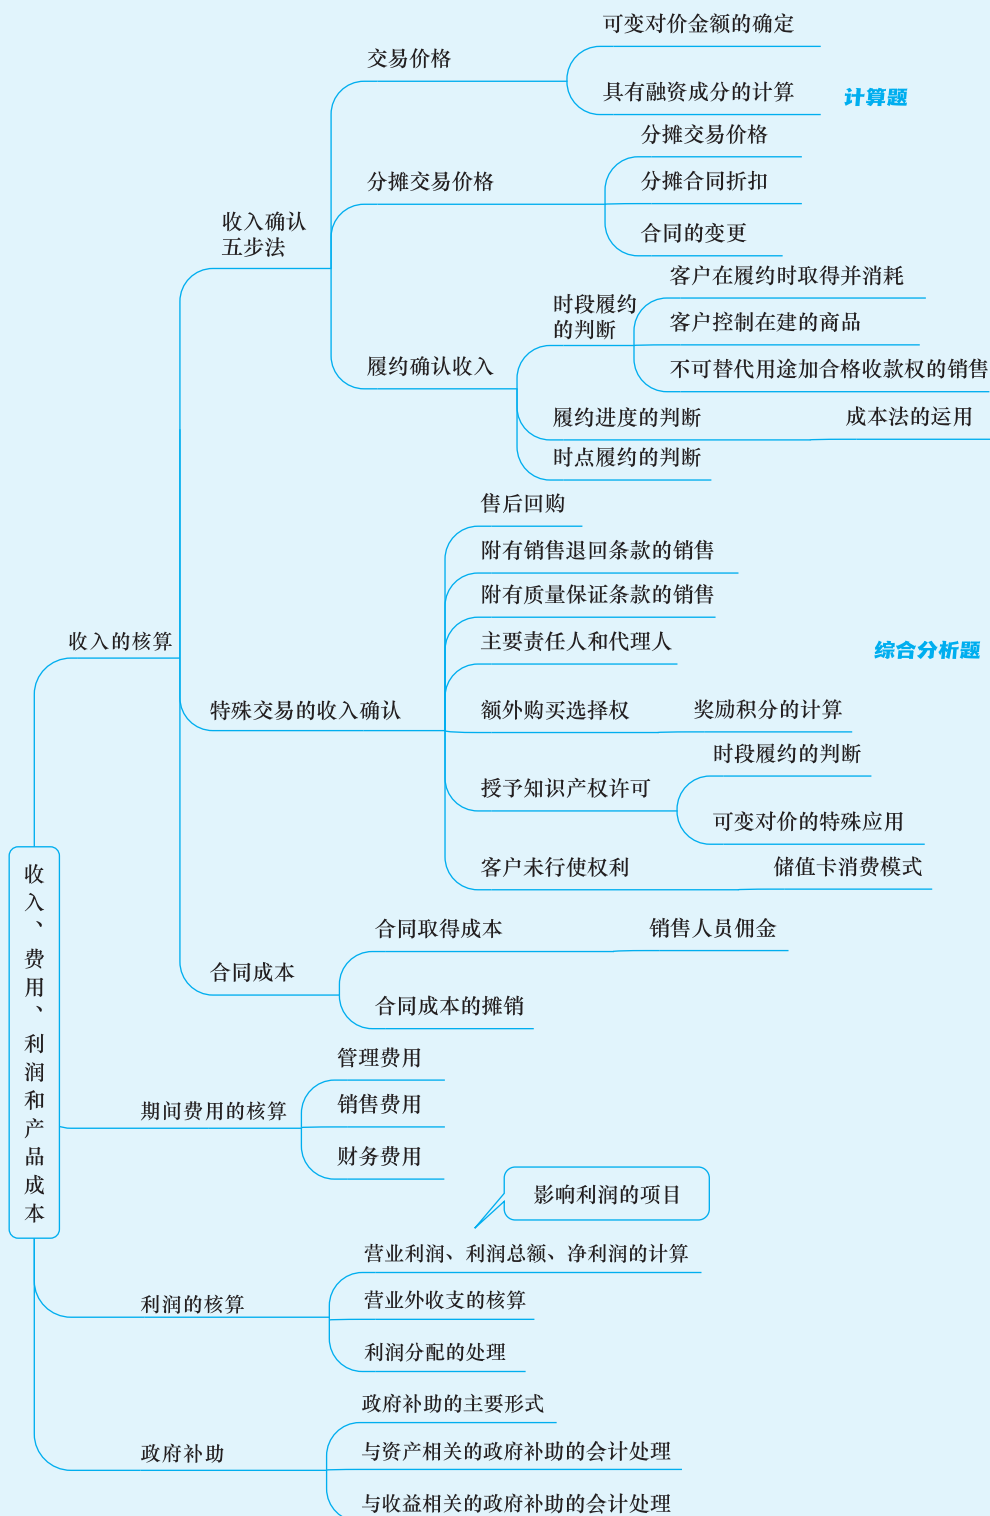 可变对价金额的确定
交易价格
具有融资成分的计算
计算题
分摊交易价格
分摊交易价格
分摊合同折扣
合同的变更
收入确认
五步法
客户在履约时取得并消耗
时段履约
的判断
客户控制在建的商品
不可替代用途加合格收款权的销售
履约确认收入
履约进度的判断
成本法的运用
时点履约的判断
售后回购
附有销售退回条款的销售
附有质量保证条款的销售
主要责任人和代理人
综合分析题
收入的核算
特殊交易的收入确认
额外购买选择权
奖励积分的计算
时段履约的判断
授予知识产权许可
可变对价的特殊应用
客户未行使权利
储值卡消费模式
收入、费用、利润和产品成本
合同取得成本
销售人员佣金
合同成本
合同成本的摊销
管理费用
期间费用的核算
销售费用
财务费用
影响利润的项目
营业利润、利润总额、净利润的计算
利润的核算
营业外收支的核算
利润分配的处理
政府补助的主要形式
政府补助
与资产相关的政府补助的会计处理
与收益相关的政府补助的会计处理